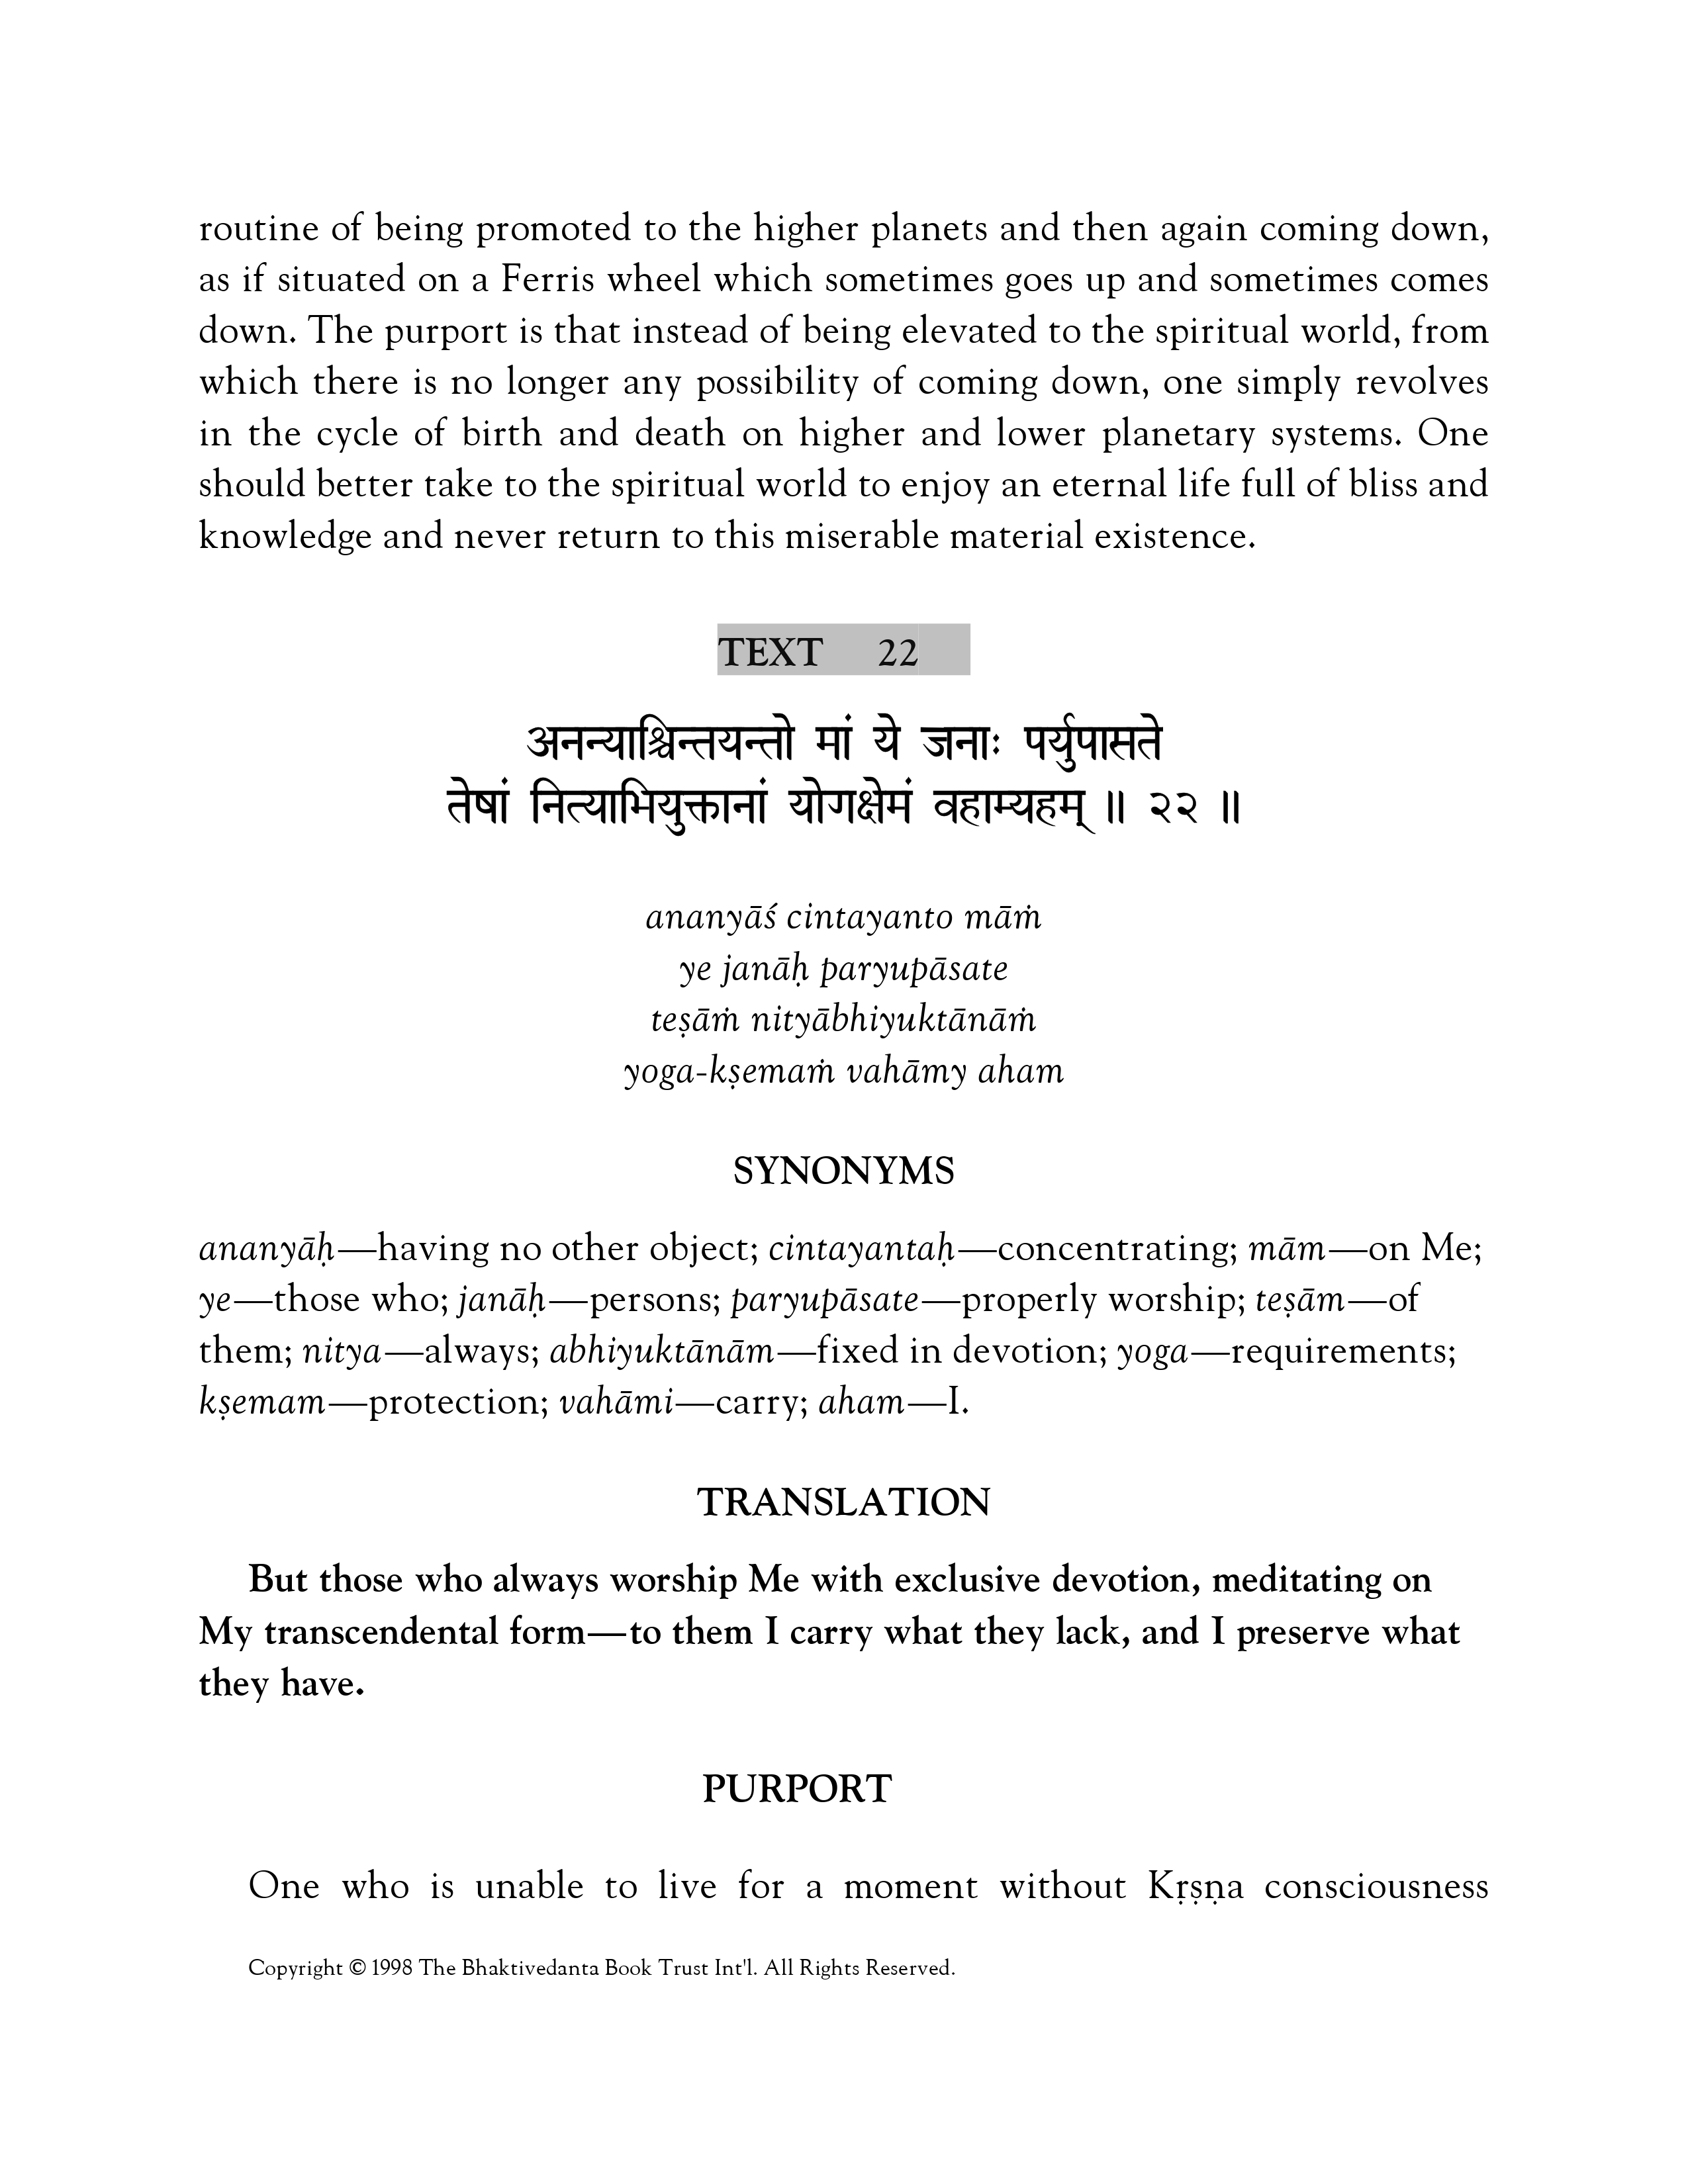 routine of being promoted to the higher planets and then again coming down,
as if situated on a Ferris wheel which sometimes goes up and sometimes comes
down. The purport is that instead of being elevated to the spiritual world, from
which there is no longer any possibility of coming down, one simply revolves
in the cycle of birth and death on higher and lower planetary systems. One
should better take to the spiritual world to enjoy an eternal life full of bliss and
knowledge and never return to this miserable material existence.
TEXT 22
अनन्याश्चिन्तयन्तो मां ये जनाः पर्युपासते
तेषां नित्याभियुक्तानां योगक्षेमं वहाम्यहम् ॥ २२ ॥
ananyāś cintayanto māṁ
ye janāḥ paryupāsate
teṣāṁ nityābhiyuktānāṁ
yoga-kṣemaṁ vahāmy aham
SYNONYMS
ananyāḥ—having no other object; cintayantaḥ—concentrating; mām—on Me;
ye—those who; janāḥ—persons; paryupāsate—properly worship; teṣām—of
them; nitya—always; abhiyuktānām—fixed in devotion; yoga—requirements;
kṣemam—protection; vahāmi—carry; aham—I.
TRANSLATION
But those who always worship Me with exclusive devotion, meditating on
My transcendental form—to them I carry what they lack, and I preserve what
they have.
PURPORT
One who is unable to live for a moment without Kṛṣṇa consciousness
Copyright © 1998 The Bhaktivedanta Book Trust Int'l. All Rights Reserved.